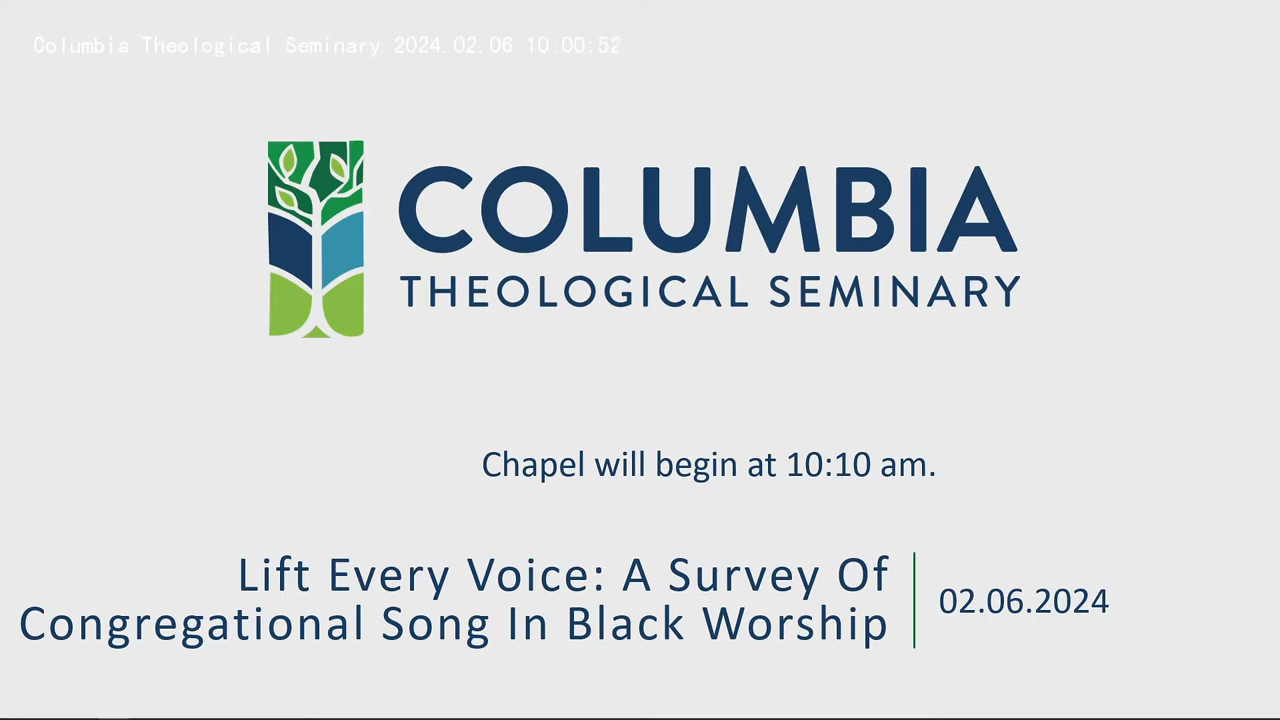 Columbia Theological Seminary 2024.02.06 10:00:52
COLUMBIA
THEOLOGICAL SEMINARY
Chapel will begin at 10:10 am.
Lift Every Voice: A Survey Of
Congregational Song In Black Worship
02.06.2024